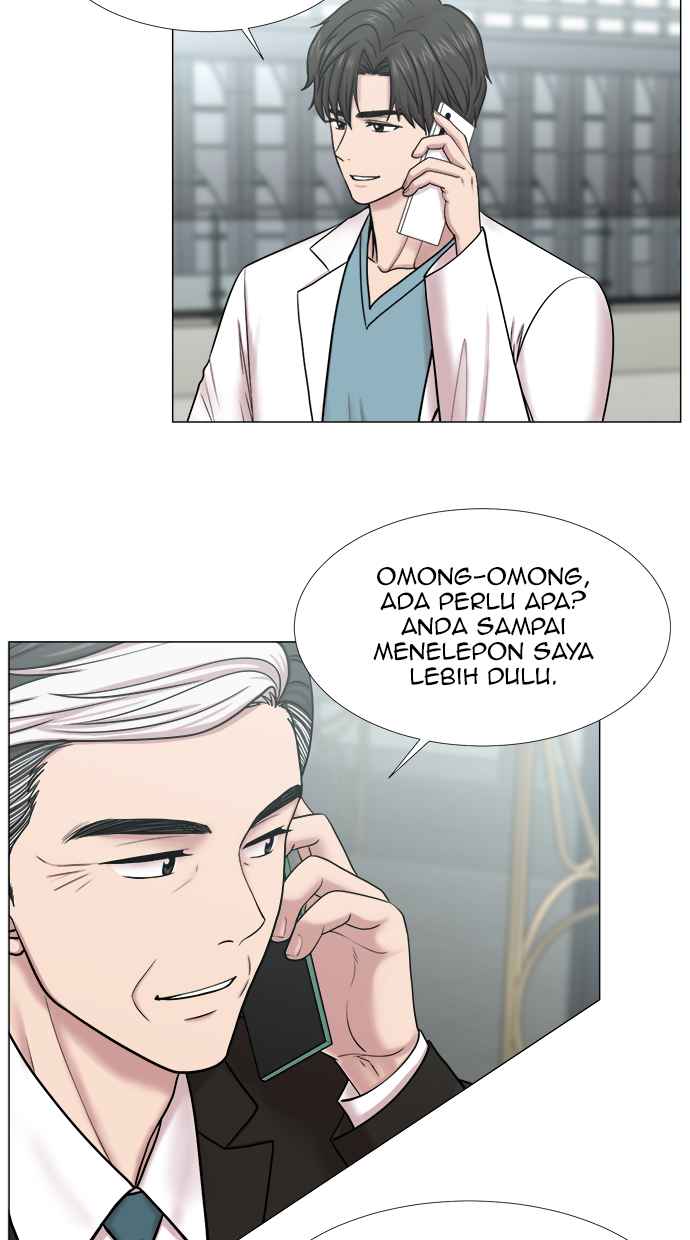 OMONG-OMONG,
ADA PERLU APA?
ANDA SAMPAI
MENELEPON SAYA
LEBIH DULU.